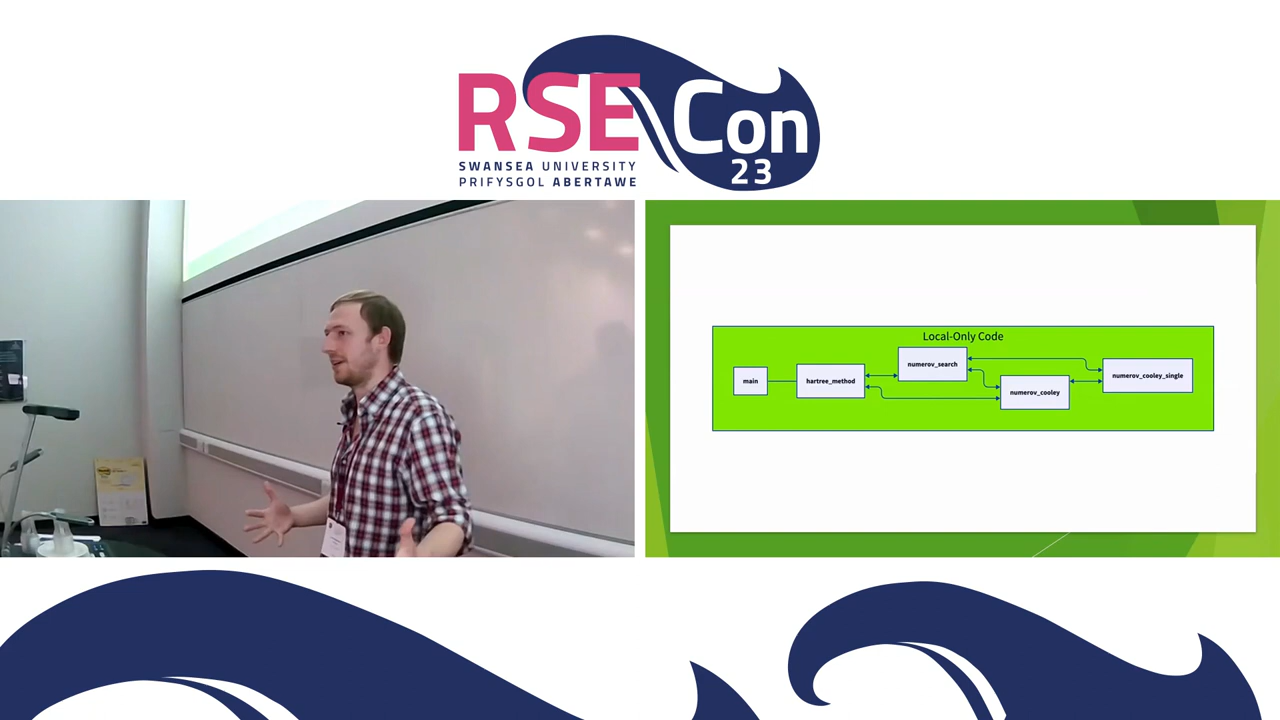 RSE Con
23
SWANSEA UNIVERSITY
PRIFYSGOL ABERTAWE
Local-Only Code
main
hartree_method
numerov_search
numerov_cooley
numerov_cooley_single